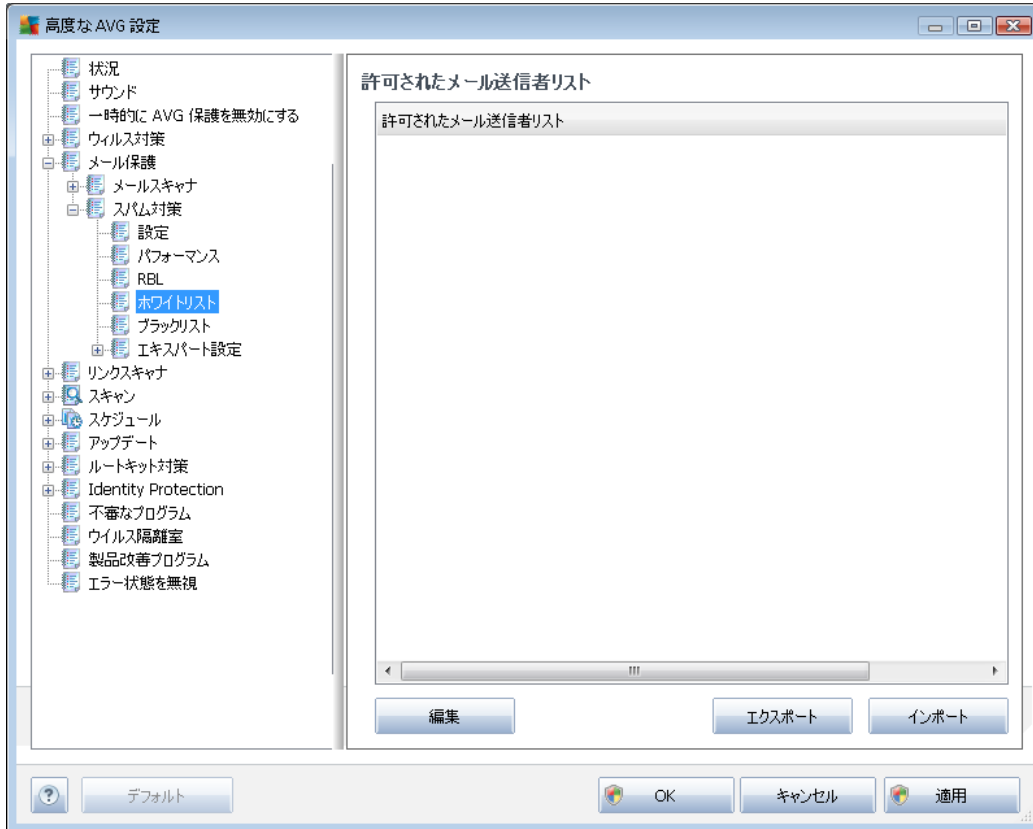 高度な AVG 設定
状況
サウンド
一時的に AVG 保護を無効にする
ウィルス対策
メール保護
メールスキャナ
スパム対策
設定
パフォーマンス
RBL
ホワイトリスト
ブラックリスト
エキスパート設定
リンクスキャナ
スキャン
スケジュール
アップデート
ルートキット対策
Identity Protection
不審なプログラム
ウイルス隔離室
製品改善プログラム
エラー状態を無視
許可されたメール送信者リスト
許可されたメール送信者リスト
編集
エクスポート
インポート
?
デフォルト
OK
キャンセル
適用